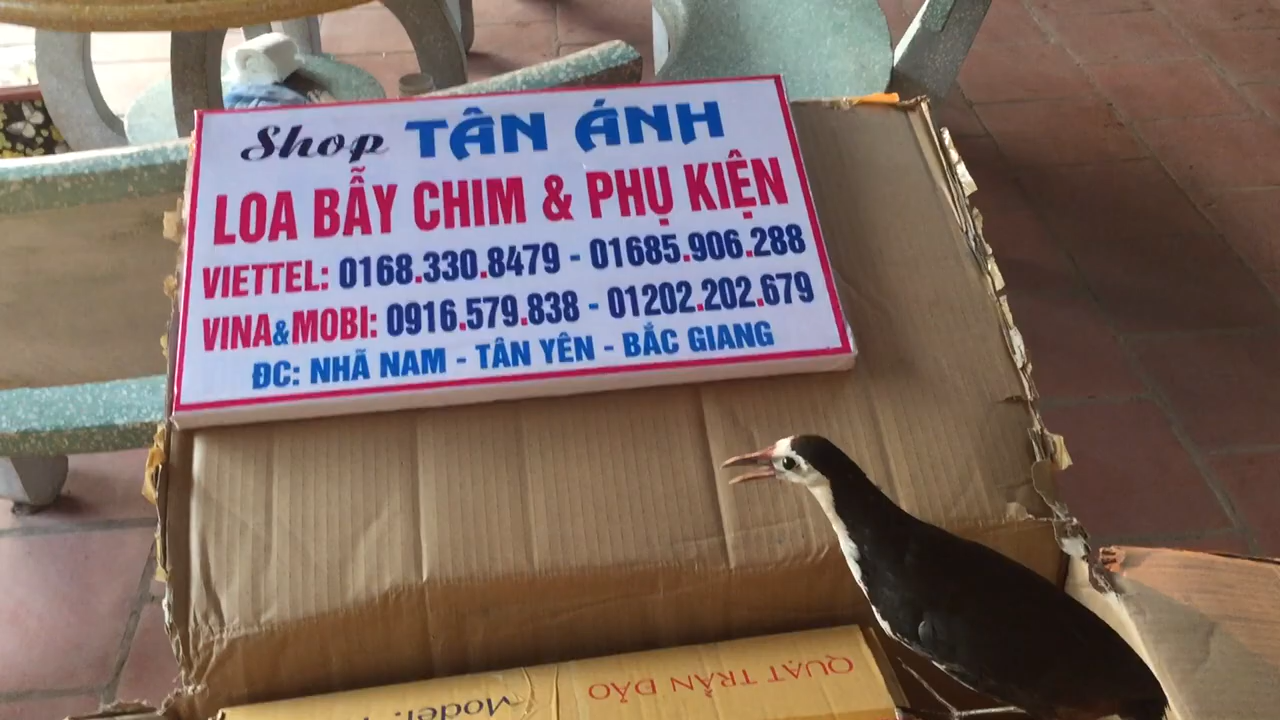 Shop TÂN ÁNH
LOA BẪY CHIM & PHỤ KIỆN
VIETTEL: 0168.330.8479 - 01685.906.288
VINA&MOBI: 0916.579.838 - 01202.202.679
ĐC: NHÃ NAM - TÂN YÊN - BẮC GIANG
QUẠT TRẦN ĐẢO
Model: